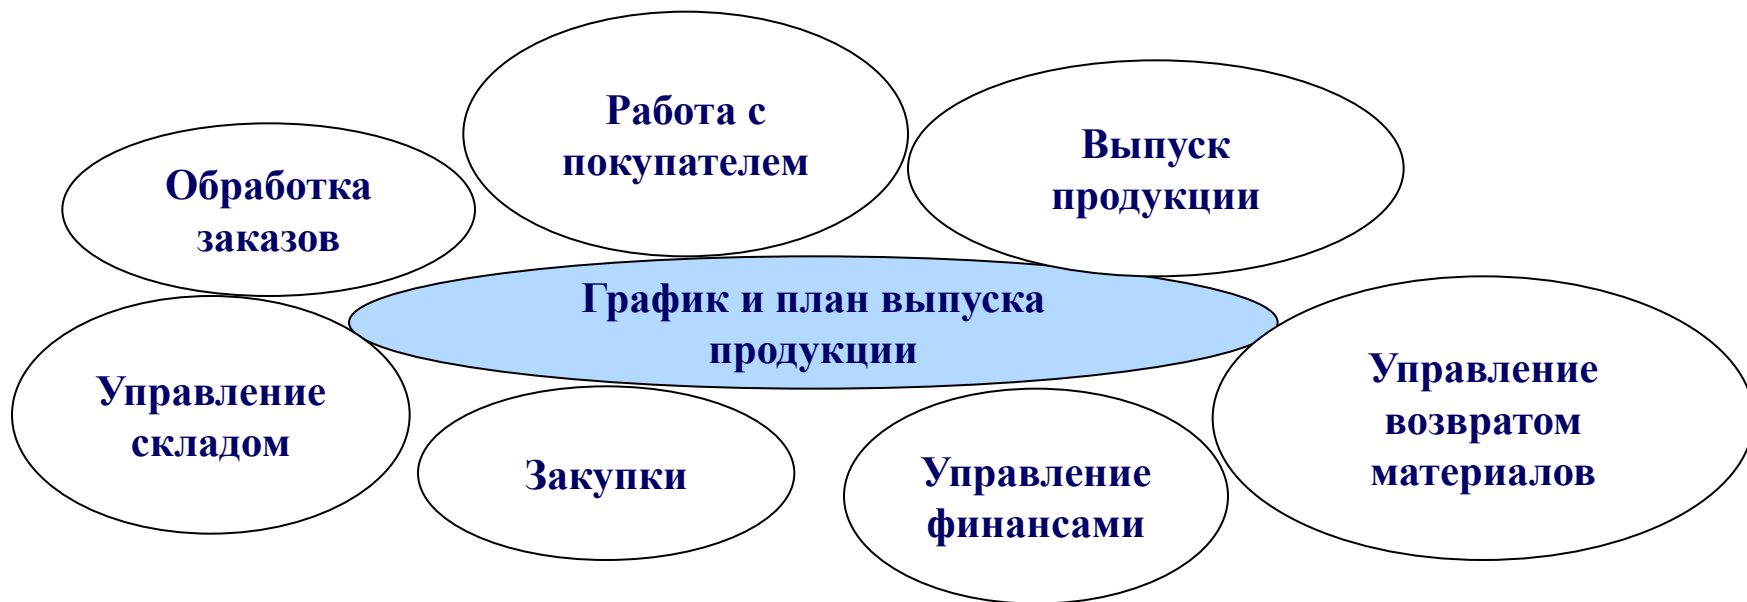 Работа с
покупателем
Выпуск
продукции
Обработка
заказов
График и план выпуска
продукции
Управление
складом
Закупки
Управление
финансами
Управление
возвратом
материалов